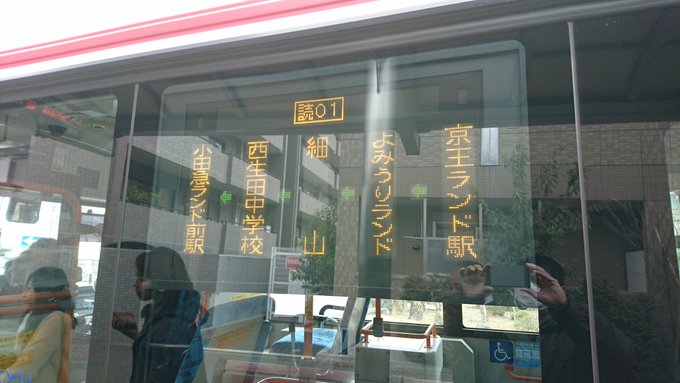 読01
京王ランド駅
よみうりランド
細山
西生田中学校
小田急ランド前駅